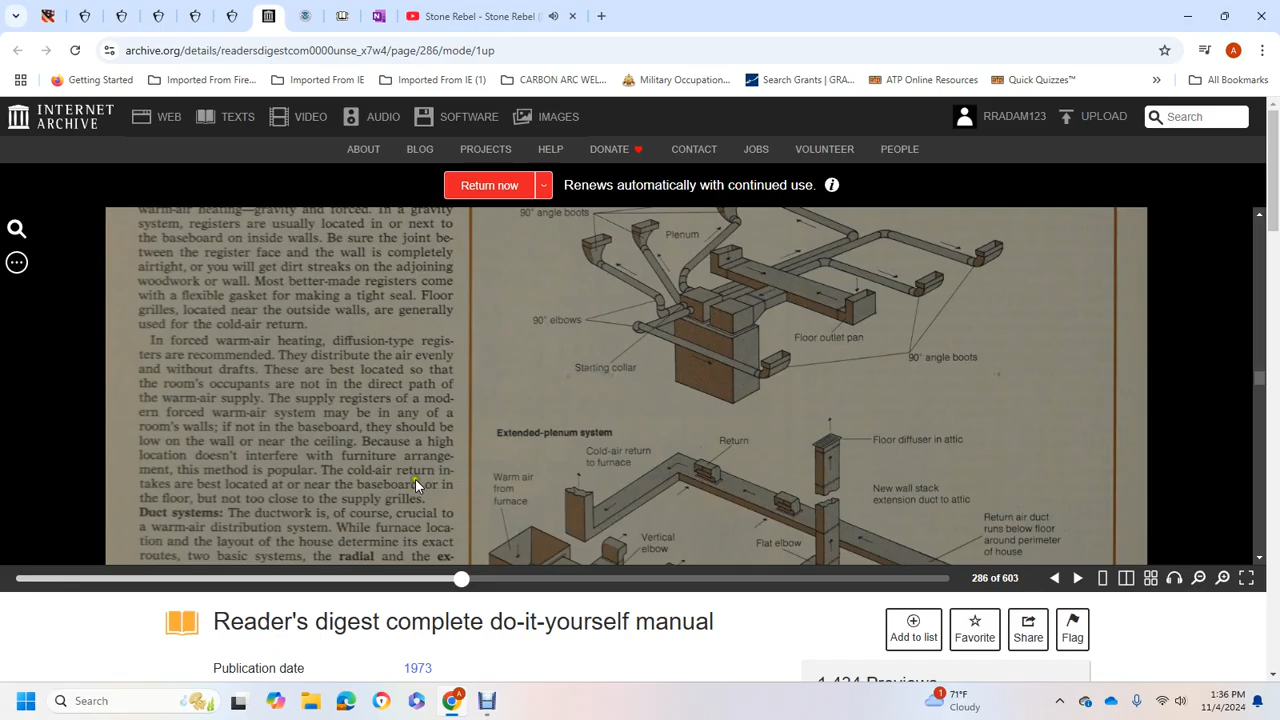 Stone Rebel - Stone Rebel (
archive.org/details/readersdigestcom0000unse_x7w4/page/286/mode/1up
A
Getting Started
Imported From Fire...
Imported From IE
Imported From IE (1)
CARBON ARC WEL...
Military Occupation...
Search Grants | GRA...
ATP Online Resources
Quick Quizzes™
»
All Bookmarks
INTERNET
ARCHIVE
WEB
TEXTS
VIDEO
AUDIO
SOFTWARE
IMAGES
RRADAM123
UPLOAD
Search
ABOUT
BLOG
PROJECTS
HELP
DONATE
CONTACT
JOBS
VOLUNTEER
PEOPLE
Return now
Renews automatically with continued use.
warm-air heating—gravity and forced. In a gravity
system, registers are usually located in or next to
the baseboard on inside walls. Be sure the joint be-
tween the register face and the wall is completely
airtight, or you will get dirt streaks on the adjoining
woodwork or wall. Most better-made registers come
with a flexible gasket for making a tight seal. Floor
grilles, located near the outside walls, are generally
used for the cold-air return.
In forced warm-air heating, diffusion-type regis-
ters are recommended. They distribute the air evenly
and without drafts. These are best located so that
the room's occupants are not in the direct path of
the warm-air supply. The supply registers of a mod-
ern forced warm-air system may be in any of a
room's walls; if not in the baseboard, they should be
low on the wall or near the ceiling. Because a high
location doesn't interfere with furniture arrange-
ment, this method is popular. The cold-air return in-
takes are best located at or near the baseboard or in
the floor, but not too close to the supply grilles.
Duct systems: The ductwork is, of course, crucial to
a warm-air distribution system. While furnace loca-
tion and the layout of the house determine its exact
routes, two basic systems, the radial and the ex-
90° angle boots
Plenum
90° elbows
Starting collar
Floor outlet pan
90° angle boots
Extended-plenum system
Cold-air return
to furnace
Return
Floor diffuser in attic
Warm air
from
furnace
New wall stack
extension duct to attic
Vertical
elbow
Flat elbow
Return air duct
runs below floor
around perimeter
of house
286 of 603
Reader's digest complete do-it-yourself manual
Add to list
Favorite
Share
Flag
Publication date
1973
1,424 Previews
Search
1
71°F
Cloudy
1:36 PM
11/4/2024